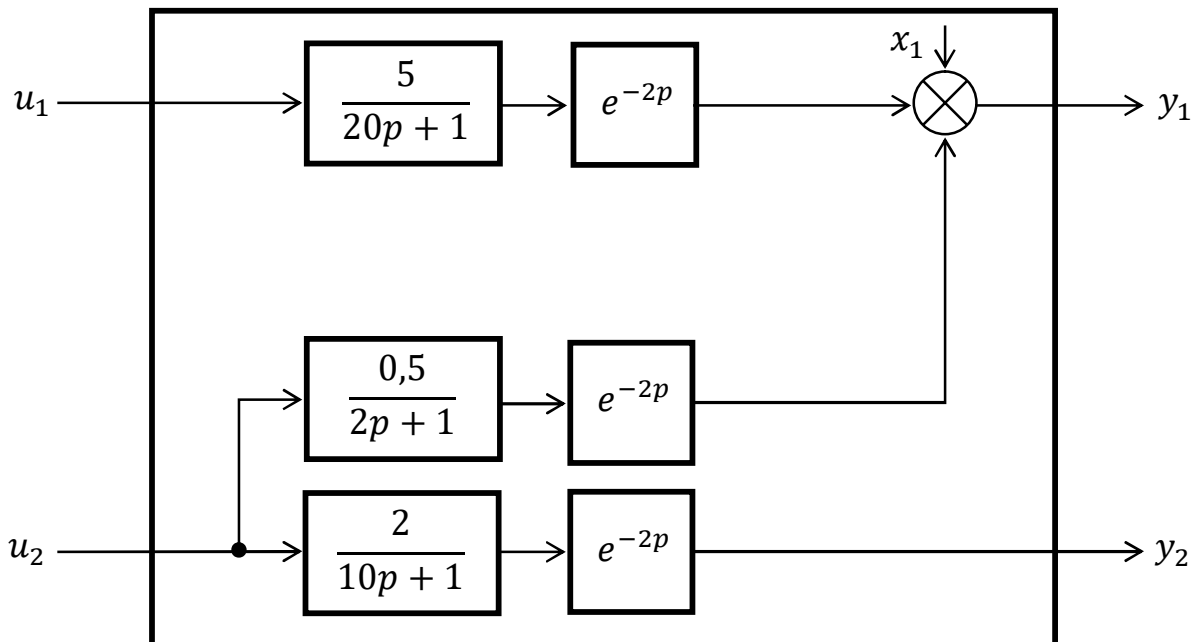 x₁
u₁
5
20p + 1
e⁻²ᵖ
y₁
0,5
2p + 1
e⁻²ᵖ
u₂
2
10p + 1
e⁻²ᵖ
y₂